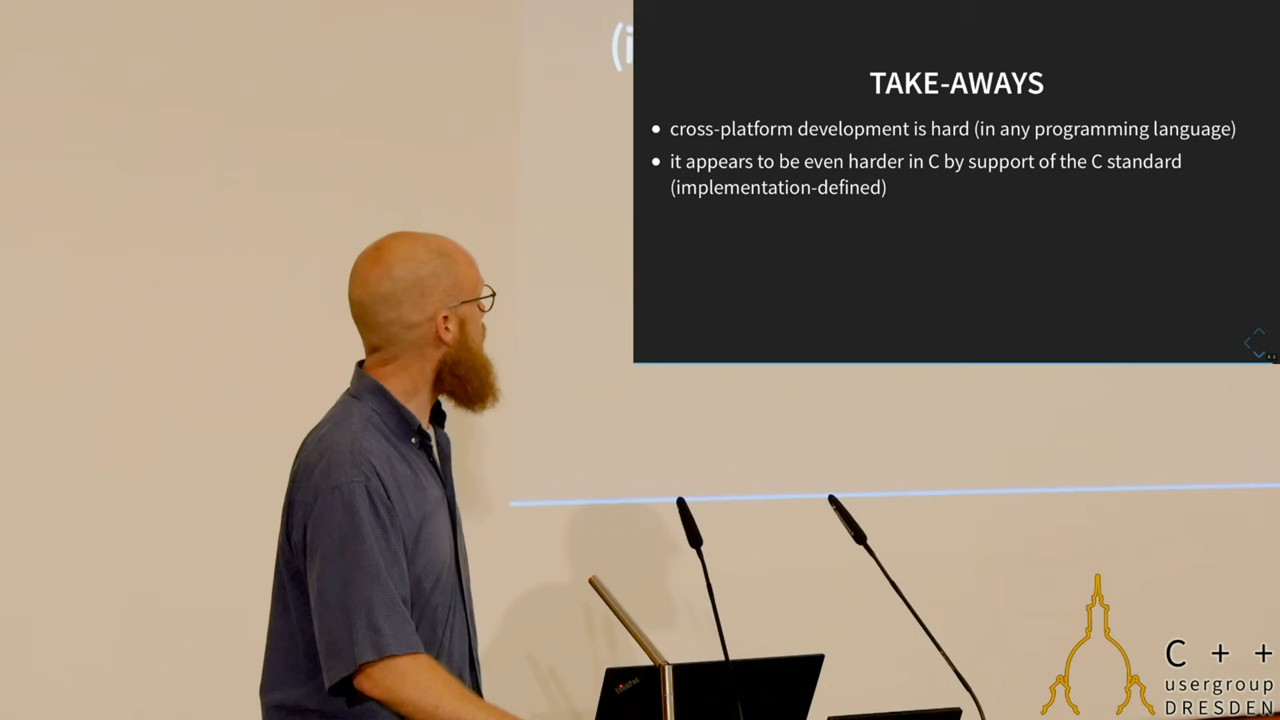 (i
TAKE-AWAYS
cross-platform development is hard (in any programming language)
it appears to be even harder in C by support of the C standard
(implementation-defined)
ThinkPad
C + +
usergroup
DRESDEN